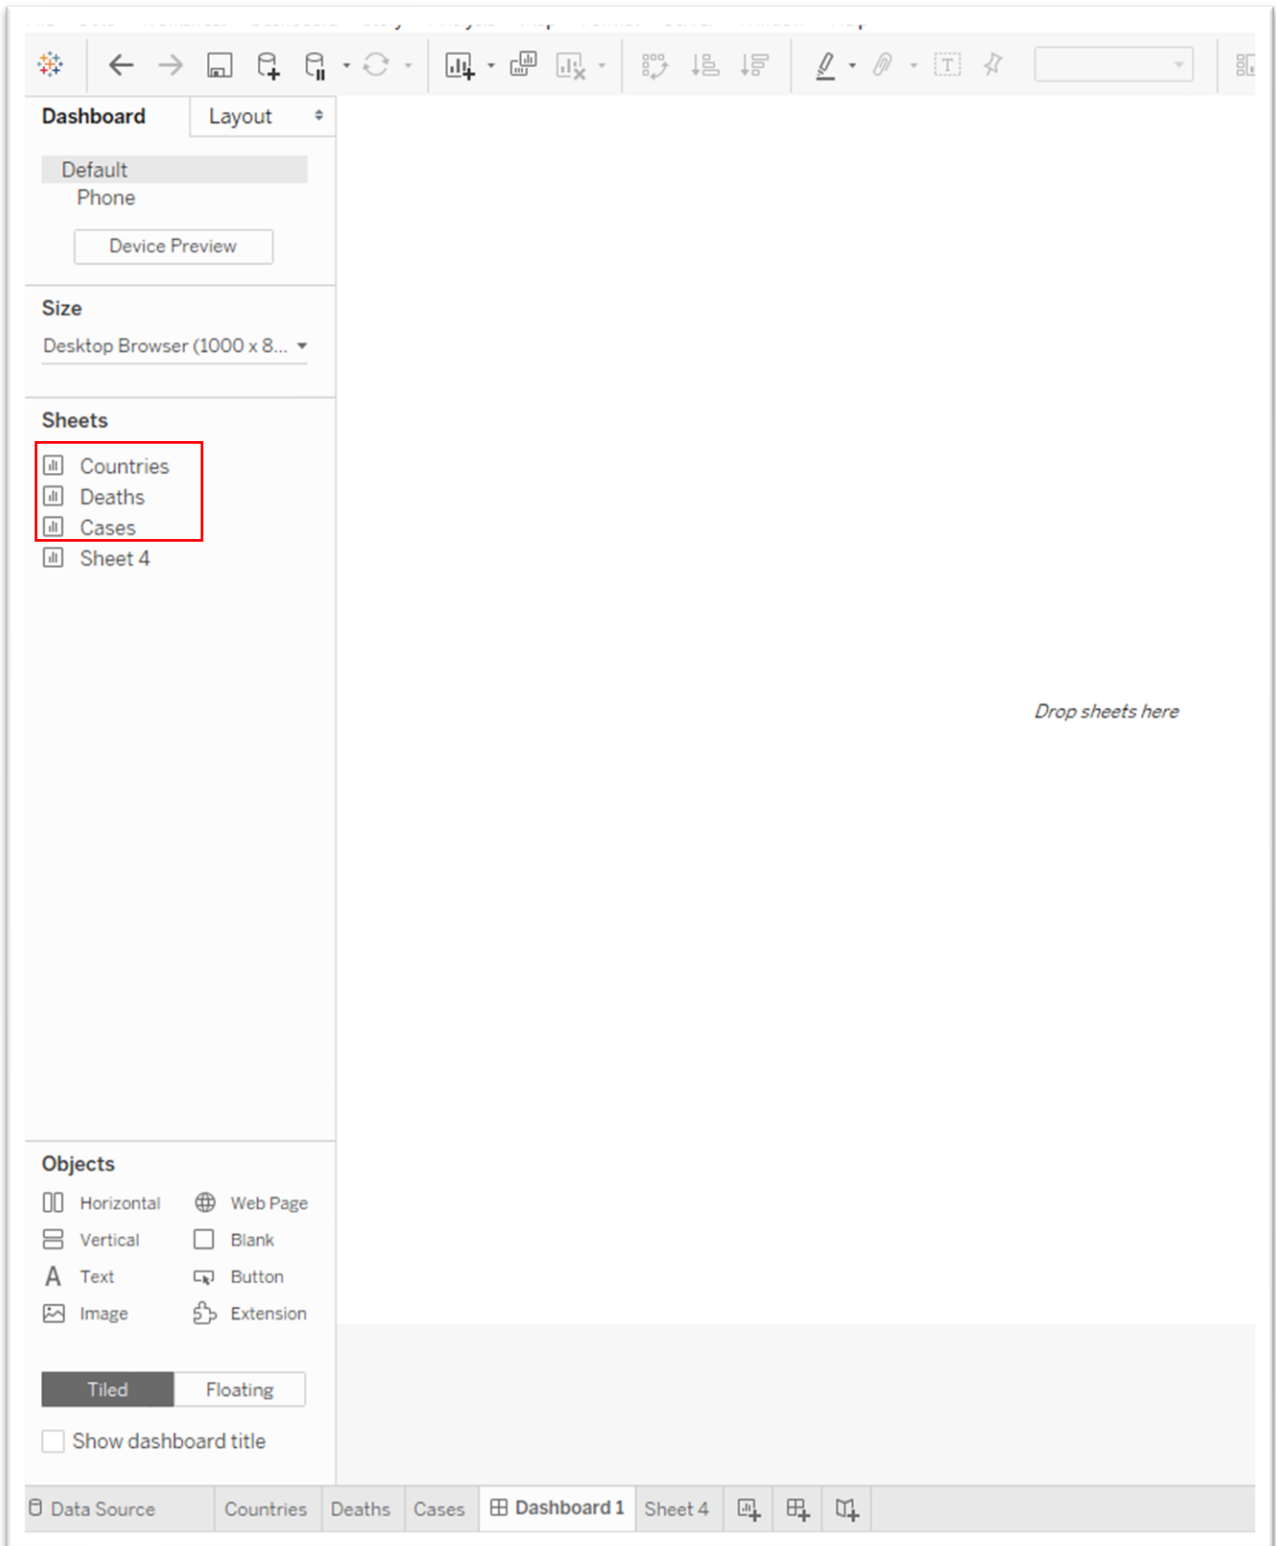 Dashboard Layout
Default
Phone
Device Preview
Size
Desktop Browser (1000 x 8...
Sheets
Countries
Deaths
Cases
Sheet 4
Drop sheets here
Objects
Horizontal Web Page
Vertical Blank
A Text Button
Image Extension
Tiled Floating
Show dashboard title
Data Source Countries Deaths Cases Dashboard 1 Sheet 4